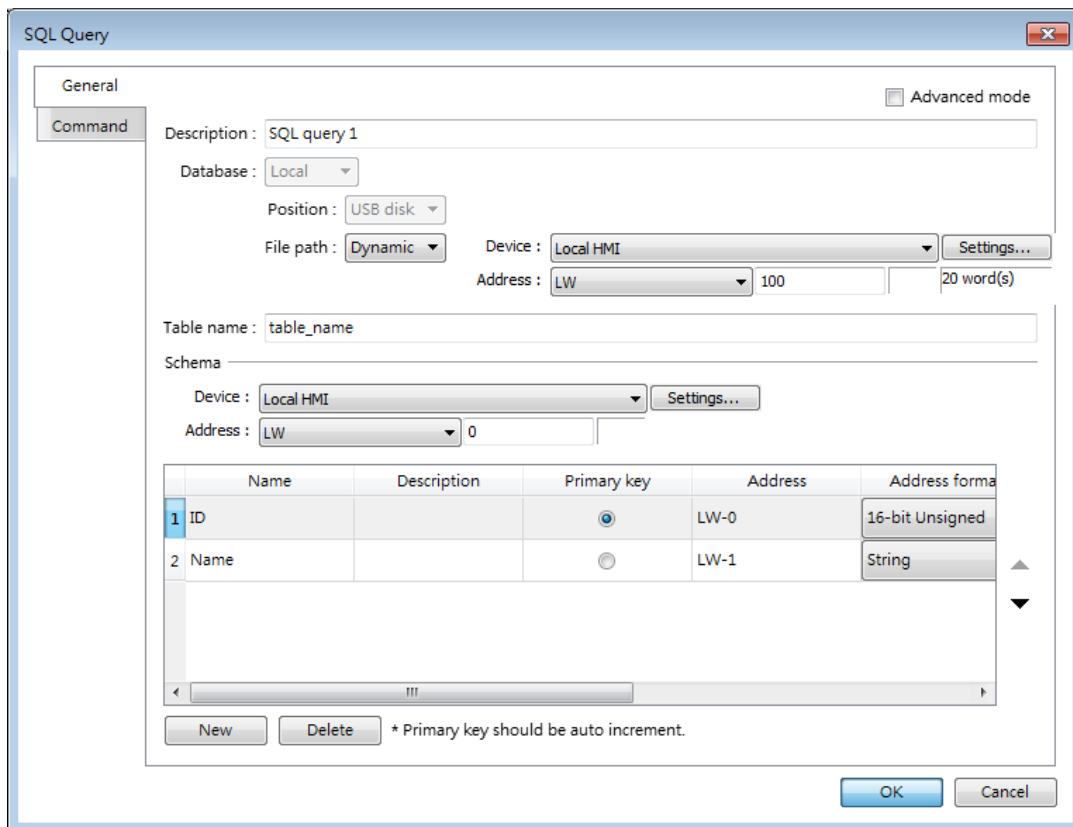 SQL Query
General
Advanced mode
Command
Description : SQL query 1
Database : Local
Position : USB disk
File path : Dynamic Device : Local HMI Settings...
Address : LW 100 20 word(s)
Table name : table_name
Schema
Device : Local HMI Settings...
Address : LW 0
Name Description Primary key Address Address forma
1 ID LW-0 16-bit Unsigned
2 Name LW-1 String
New Delete * Primary key should be auto increment.
OK Cancel